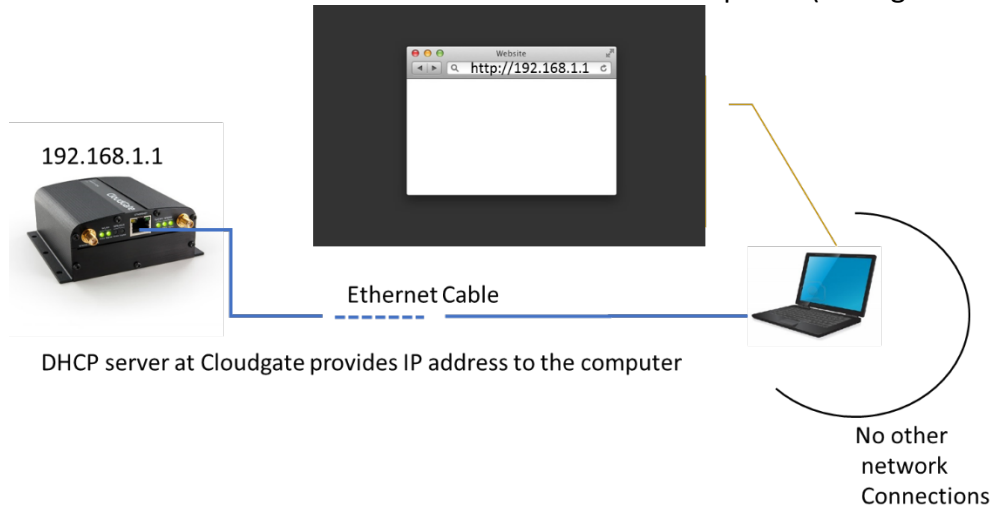 Website
http://192.168.1.1
192.168.1.1
cloudgate
Ethernet Cable
DHCP server at Cloudgate provides IP address to the computer
No other
network
Connections